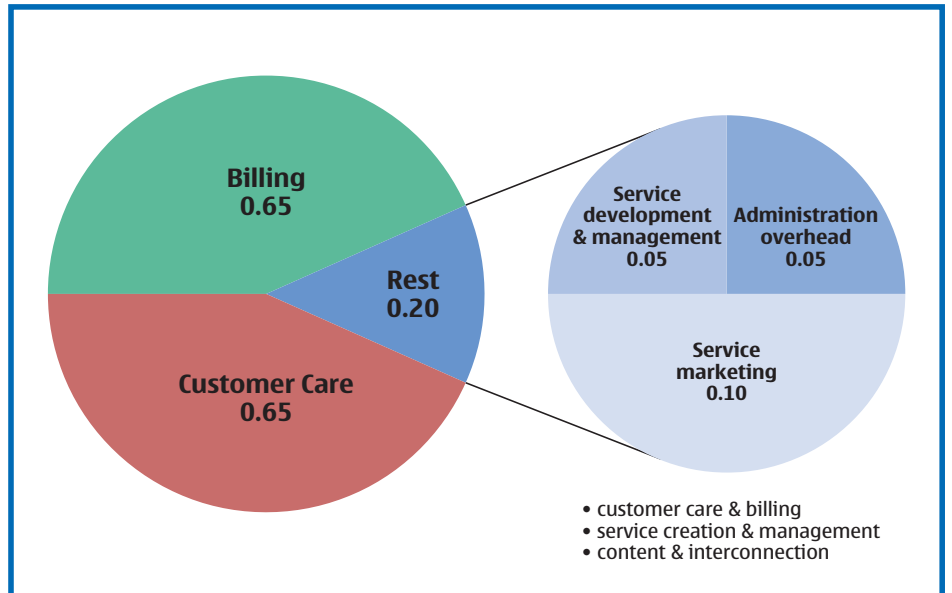 Billing
0.65
Rest
0.20
Customer Care
0.65
Service
development
& management
0.05
Administration
overhead
0.05
Service
marketing
0.10
• customer care & billing
• service creation & management
• content & interconnection